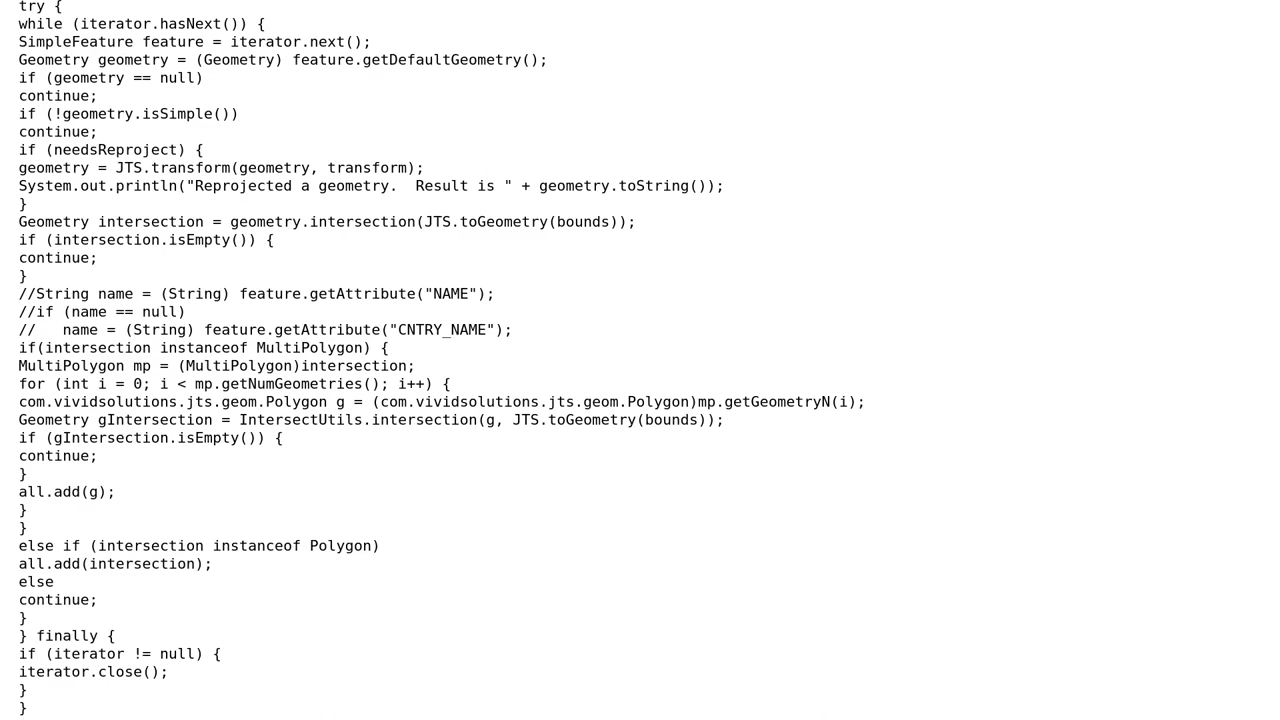 try {
while (iterator.hasNext()) {
SimpleFeature feature = iterator.next();
Geometry geometry = (Geometry) feature.getDefaultGeometry();
if (geometry == null)
continue;
if (!geometry.isSimple())
continue;
if (needsReproject) {
geometry = JTS.transform(geometry, transform);
System.out.println("Reprojected a geometry.  Result is " + geometry.toString());
}
Geometry intersection = geometry.intersection(JTS.toGeometry(bounds));
if (intersection.isEmpty()) {
continue;
}
//String name = (String) feature.getAttribute("NAME");
//if (name == null)
//   name = (String) feature.getAttribute("CNTRY_NAME");
if(intersection instanceof MultiPolygon) {
MultiPolygon mp = (MultiPolygon)intersection;
for (int i = 0; i < mp.getNumGeometries(); i++) {
com.vividsolutions.jts.geom.Polygon g = (com.vividsolutions.jts.geom.Polygon)mp.getGeometryN(i);
Geometry gIntersection = IntersectUtils.intersection(g, JTS.toGeometry(bounds));
if (gIntersection.isEmpty()) {
continue;
}
all.add(g);
}
}
else if (intersection instanceof Polygon)
all.add(intersection);
else
continue;
}
} finally {
if (iterator != null) {
iterator.close();
}
}